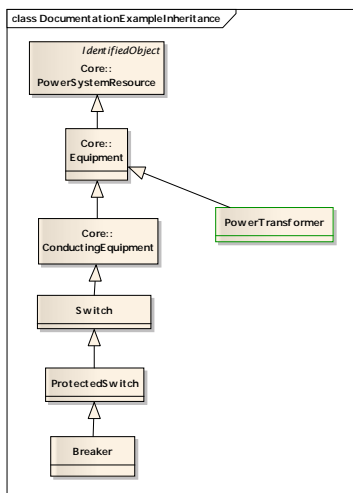 class DocumentationExampleInheritance
IdentifiedObject
Core::
PowerSystemResource
Core::
Equipment
Core::
ConductingEquipment
PowerTransformer
Switch
ProtectedSwitch
Breaker